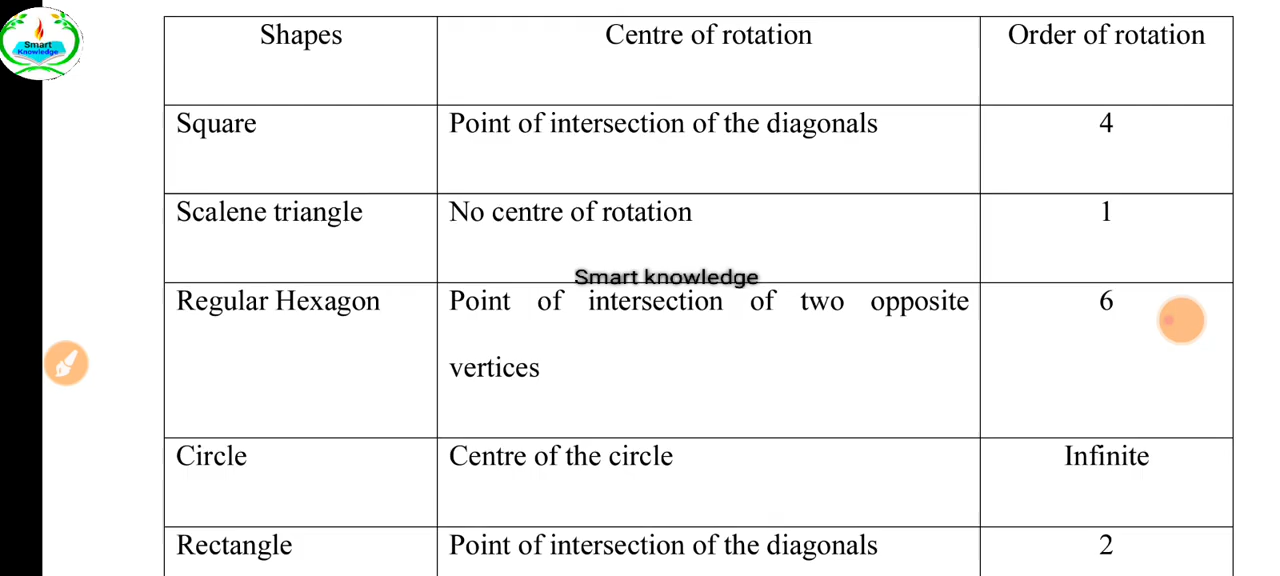 Smart
Knowledge
Shapes
Centre of rotation
Order of rotation
Square
Point of intersection of the diagonals
4
Scalene triangle
No centre of rotation
1
Smart knowledge
Regular Hexagon
Point of intersection of two opposite
vertices
6
Circle
Centre of the circle
Infinite
Rectangle
Point of intersection of the diagonals
2